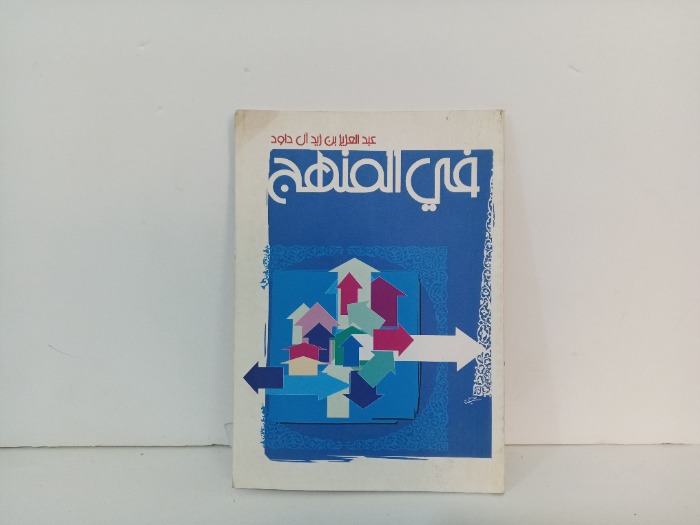 عبد العزيز بن زيد آل داود
في المنهج